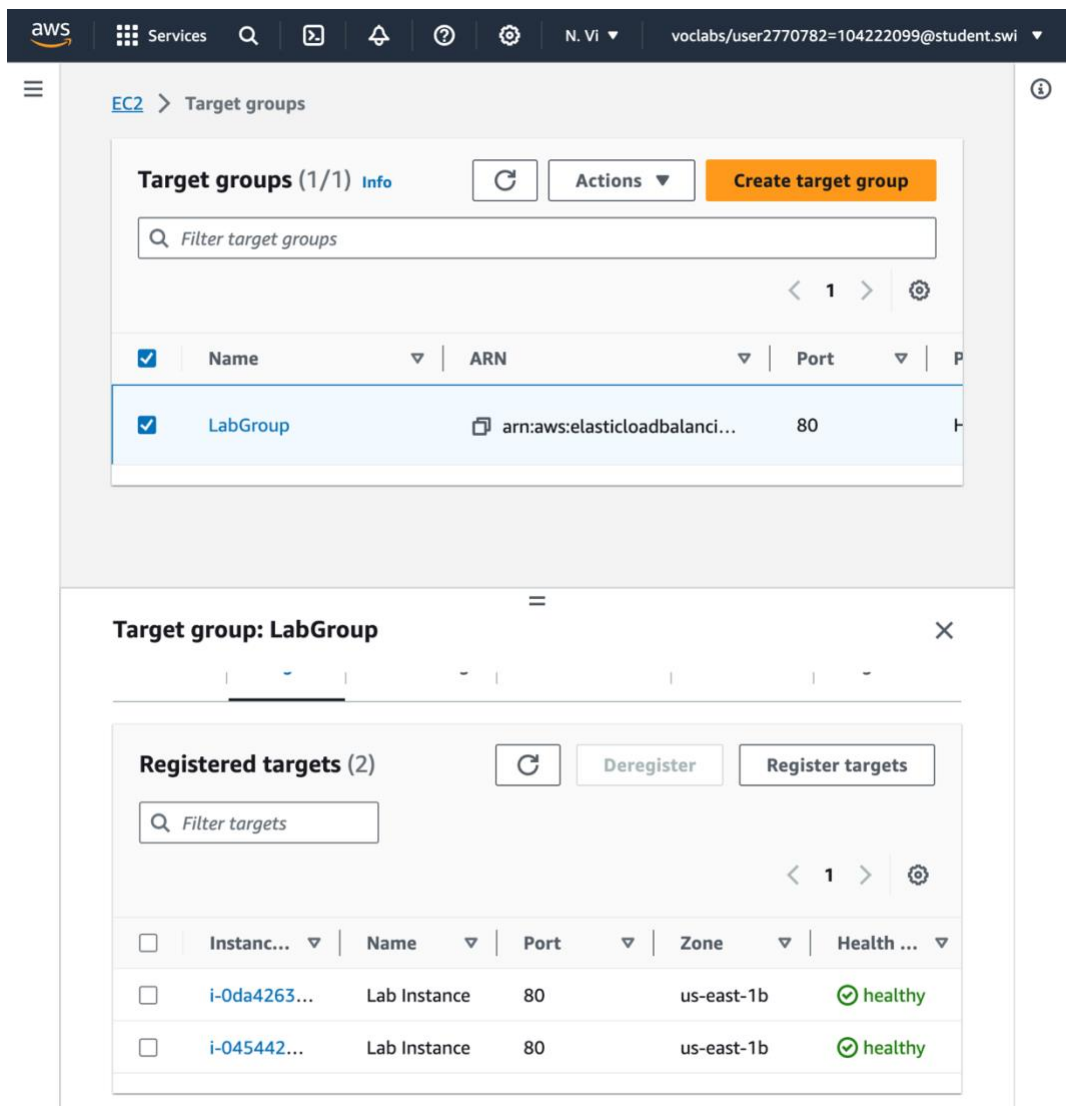 aws Services N. Vi voclabs/user2770782=104222099@student.swi
EC2 > Target groups
Target groups (1/1) Info Actions Create target group
Filter target groups
1
Name ARN Port P
LabGroup arn:aws:elasticloadbalanci... 80 H
Target group: LabGroup
Registered targets (2) Deregister Register targets
Filter targets
1
Instanc... Name Port Zone Health ...
i-0da4263... Lab Instance 80 us-east-1b healthy
i-045442... Lab Instance 80 us-east-1b healthy